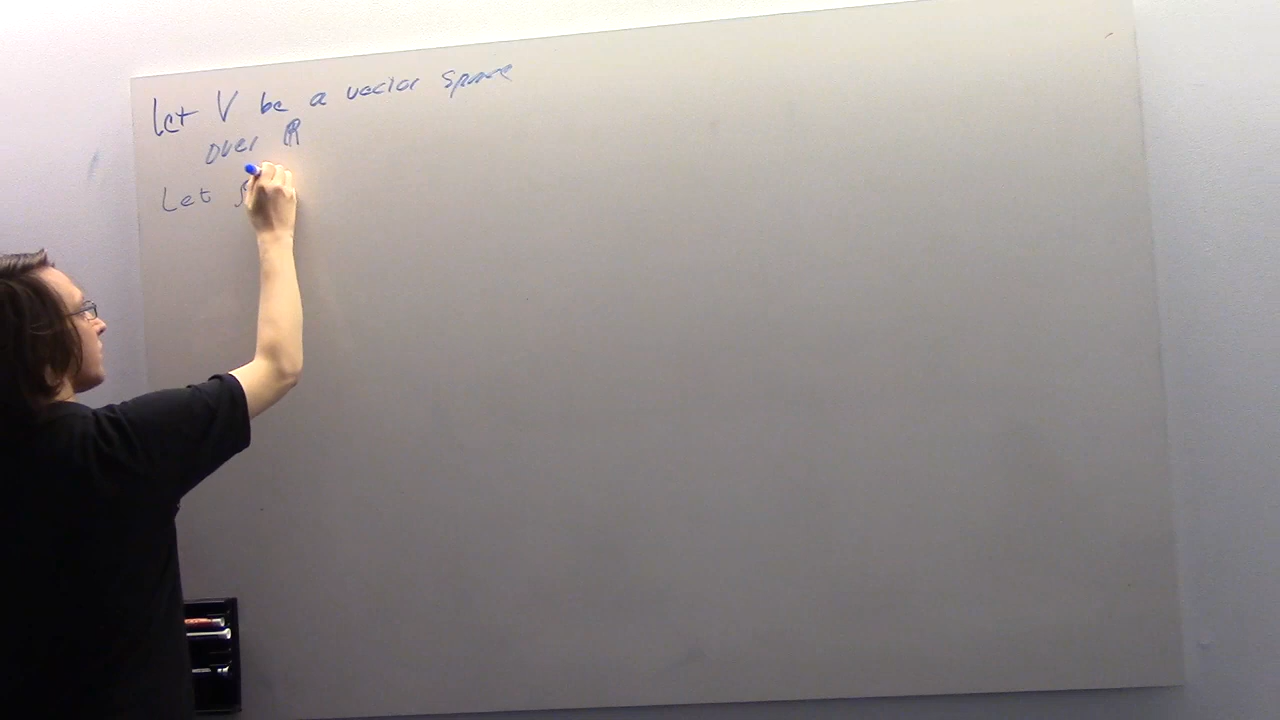 Let V be a vector space
over ℝ
Let